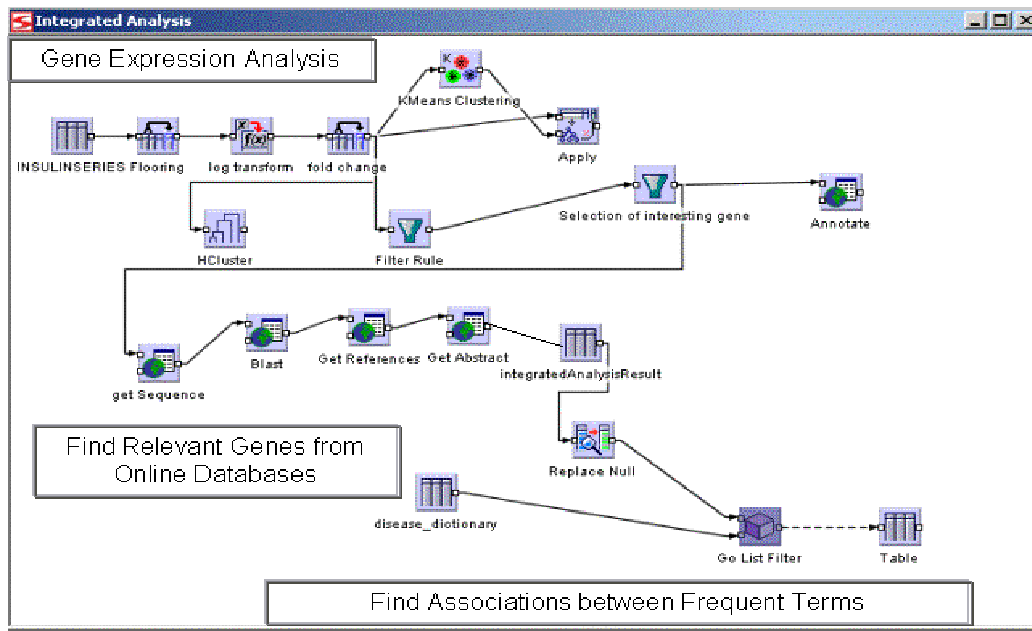 Integrated Analysis
Gene Expression Analysis
KMeans Clustering
INSULINSERIES
Flooring
log transform
fold change
Apply
Selection of interesting gene
Annotate
HCluster
Filter Rule
get Sequence
Blast
Get References
Get Abstract
integratedAnalysisResult
Find Relevant Genes from
Online Databases
Replace Null
disease_dictionary
Go List Filter
Table
Find Associations between Frequent Terms